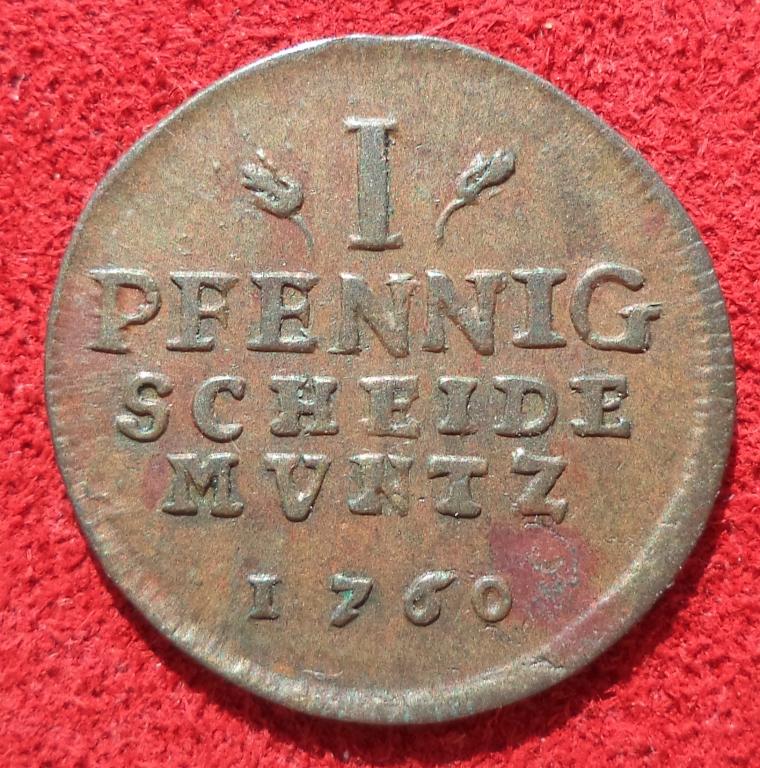 I
PFENNIG
SCHEIDE
MVNTZ
1760